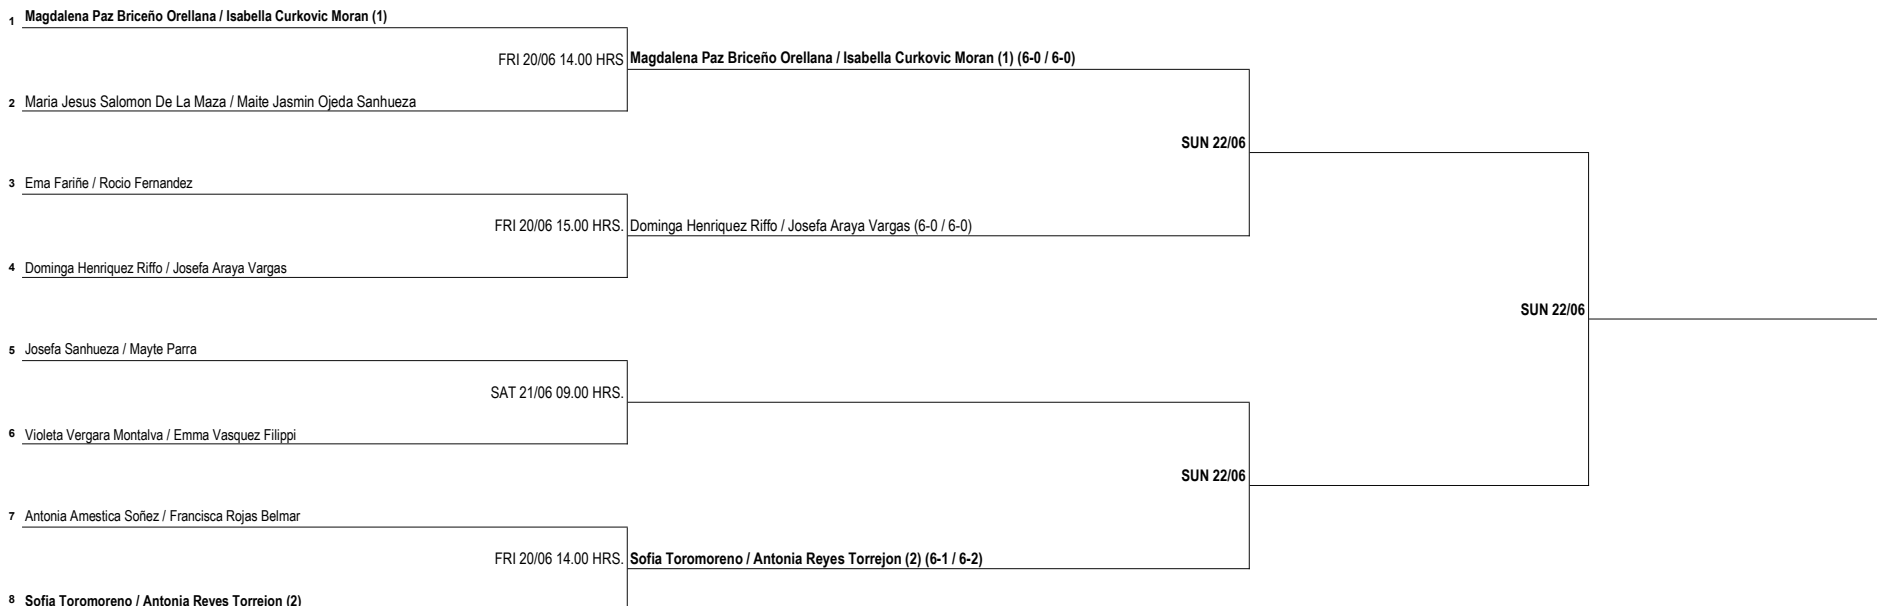 1 Magdalena Paz Briceño Orellana / Isabella Curkovic Moran (1)
FRI 20/06 14.00 HRS Magdalena Paz Briceño Orellana / Isabella Curkovic Moran (1) (6-0 / 6-0)
2 Maria Jesus Salomon De La Maza / Maite Jasmin Ojeda Sanhueza
SUN 22/06
3 Ema Fariñe / Rocio Fernandez
FRI 20/06 15.00 HRS. Dominga Henriquez Riffo / Josefa Araya Vargas (6-0 / 6-0)
4 Dominga Henriquez Riffo / Josefa Araya Vargas
SUN 22/06
5 Josefa Sanhueza / Mayte Parra
SAT 21/06 09.00 HRS.
6 Violeta Vergara Montalva / Emma Vasquez Filippi
SUN 22/06
7 Antonia Amestica Soñez / Francisca Rojas Belmar
FRI 20/06 14.00 HRS. Sofia Toromoreno / Antonia Reyes Torrejon (2) (6-1 / 6-2)
8 Sofia Toromoreno / Antonia Reyes Torrejon (2)